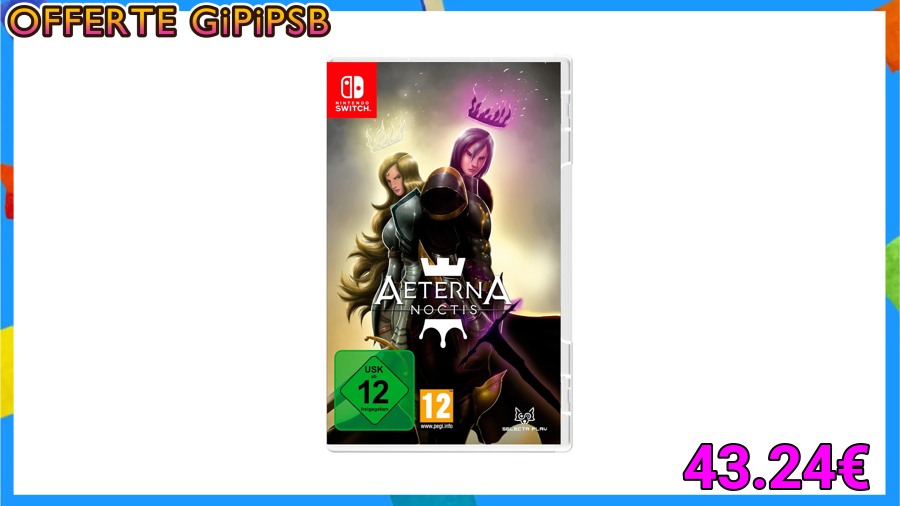 OFFERTE GiPiPSB
NINTENDO
SWITCH.
AETERNA
NOCTIS
USK
ab
12
freigegeben
12
www.pegi.info
SELECTA PLAY
43.24€